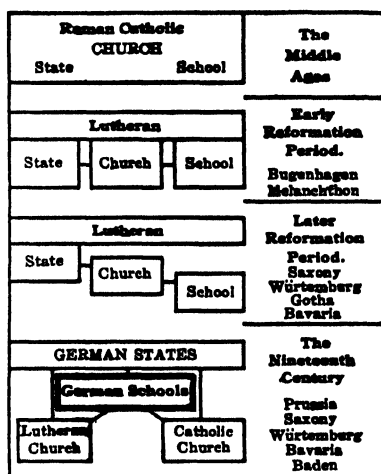 Roman Catholic
CHURCH
State School
The
Middle
Ages
Lutheran
State Church School
Early
Reformation
Period.
Bugenhagen
Melanchthon
Lutheran
State
Church
School
Later
Reformation
Period.
Saxony
Würtemberg
Gotha
Bavaria
GERMAN STATES
German Schools
Lutheran
Church
Catholic
Church
The
Nineteenth
Century
Prussia
Saxony
Würtemberg
Bavaria
Baden